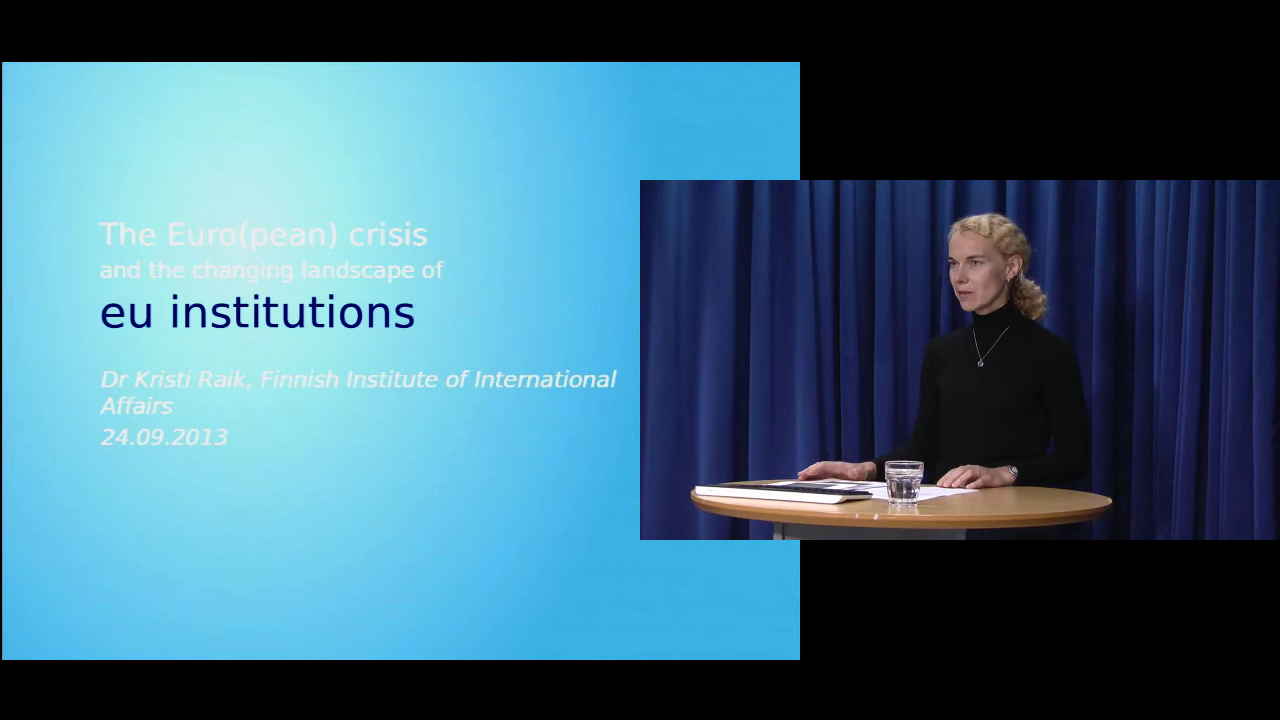 The Euro(pean) crisis
and the changing landscape of
eu institutions
Dr Kristi Raik, Finnish Institute of International
Affairs
24.09.2013